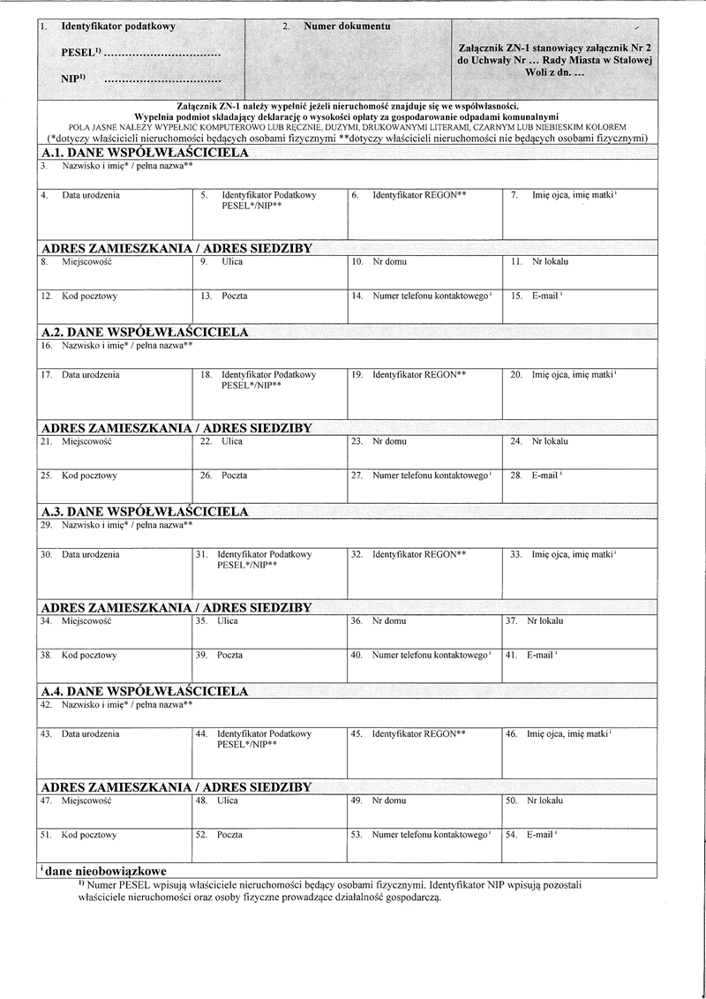 1. Identyfikator podatkowy
PESEL¹⁾ ................................
NIP¹⁾ ................................
2. Numer dokumentu
Załącznik ZN-1 stanowiący załącznik Nr 2
do Uchwały Nr … Rady Miasta w Stalowej
Woli z dn. …
Załącznik ZN-1 należy wypełnić jeżeli nieruchomość znajduje się we współwłasności.
Wypełnia podmiot składający deklarację o wysokości opłaty za gospodarowanie odpadami komunalnymi
POLA JASNE NALEŻY WYPEŁNIĆ KOMPUTEROWO LUB RĘCZNIE, DUŻYMI, DRUKOWANYMI LITERAMI, CZARNYM LUB NIEBIESKIM KOLOREM
(*dotyczy właścicieli nieruchomości będących osobami fizycznymi **dotyczy właścicieli nieruchomości nie będących osobami fizycznymi)
A.1. DANE WSPÓŁWŁAŚCICIELA
3. Nazwisko i imię* / pełna nazwa**
4. Data urodzenia
5. Identyfikator Podatkowy
PESEL*/NIP**
6. Identyfikator REGON**
7. Imię ojca, imię matki ⁱ
ADRES ZAMIESZKANIA / ADRES SIEDZIBY
8. Miejscowość
9. Ulica
10. Nr domu
11. Nr lokalu
12. Kod pocztowy
13. Poczta
14. Numer telefonu kontaktowego ⁱ
15. E-mail ⁱ
A.2. DANE WSPÓŁWŁAŚCICIELA
16. Nazwisko i imię* / pełna nazwa**
17. Data urodzenia
18. Identyfikator Podatkowy
PESEL*/NIP**
19. Identyfikator REGON**
20. Imię ojca, imię matki ⁱ
ADRES ZAMIESZKANIA / ADRES SIEDZIBY
21. Miejscowość
22. Ulica
23. Nr domu
24. Nr lokalu
25. Kod pocztowy
26. Poczta
27. Numer telefonu kontaktowego ⁱ
28. E-mail ⁱ
A.3. DANE WSPÓŁWŁAŚCICIELA
29. Nazwisko i imię* / pełna nazwa**
30. Data urodzenia
31. Identyfikator Podatkowy
PESEL*/NIP**
32. Identyfikator REGON**
33. Imię ojca, imię matki ⁱ
ADRES ZAMIESZKANIA / ADRES SIEDZIBY
34. Miejscowość
35. Ulica
36. Nr domu
37. Nr lokalu
38. Kod pocztowy
39. Poczta
40. Numer telefonu kontaktowego ⁱ
41. E-mail ⁱ
A.4. DANE WSPÓŁWŁAŚCICIELA
42. Nazwisko i imię* / pełna nazwa**
43. Data urodzenia
44. Identyfikator Podatkowy
PESEL*/NIP**
45. Identyfikator REGON**
46. Imię ojca, imię matki ⁱ
ADRES ZAMIESZKANIA / ADRES SIEDZIBY
47. Miejscowość
48. Ulica
49. Nr domu
50. Nr lokalu
51. Kod pocztowy
52. Poczta
53. Numer telefonu kontaktowego ⁱ
54. E-mail ⁱ
ⁱ dane nieobowiązkowe
¹⁾ Numer PESEL wpisują właściciele nieruchomości będący osobami fizycznymi. Identyfikator NIP wpisują pozostali
właściciele nieruchomości oraz osoby fizyczne prowadzące działalność gospodarczą.